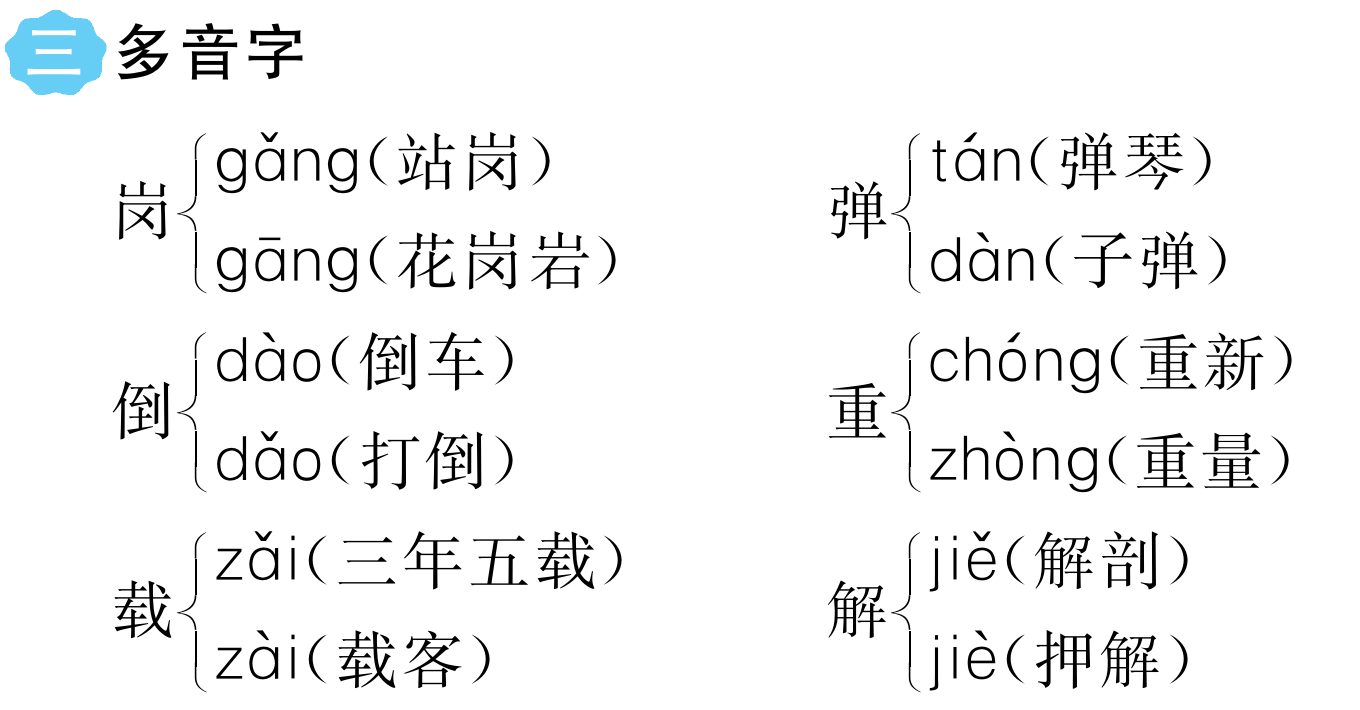 三 多音字
岗 gǎng(站岗)
gāng(花岗岩)
弹 tán(弹琴)
dàn(子弹)
倒 dào(倒车)
dǎo(打倒)
重 chóng(重新)
zhòng(重量)
载 zǎi(三年五载)
zài(载客)
解 jiě(解剖)
jiè(押解)